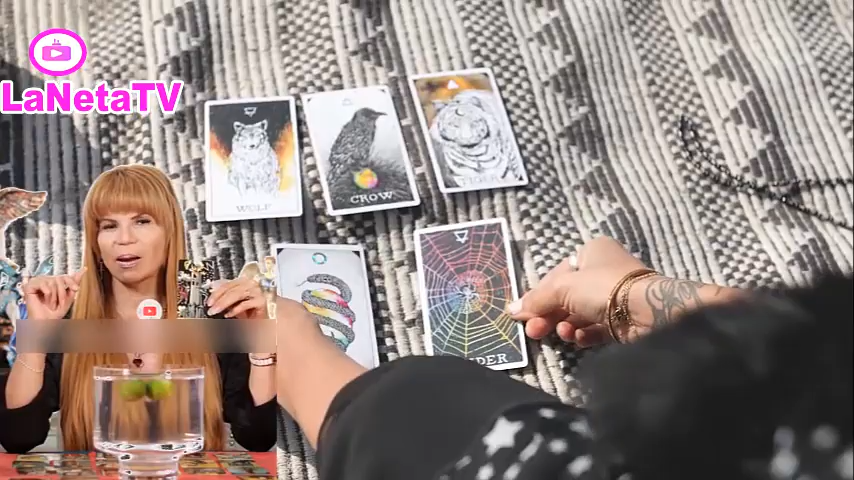 LaNetaTV
WOLF
CROW
TIGER
DER